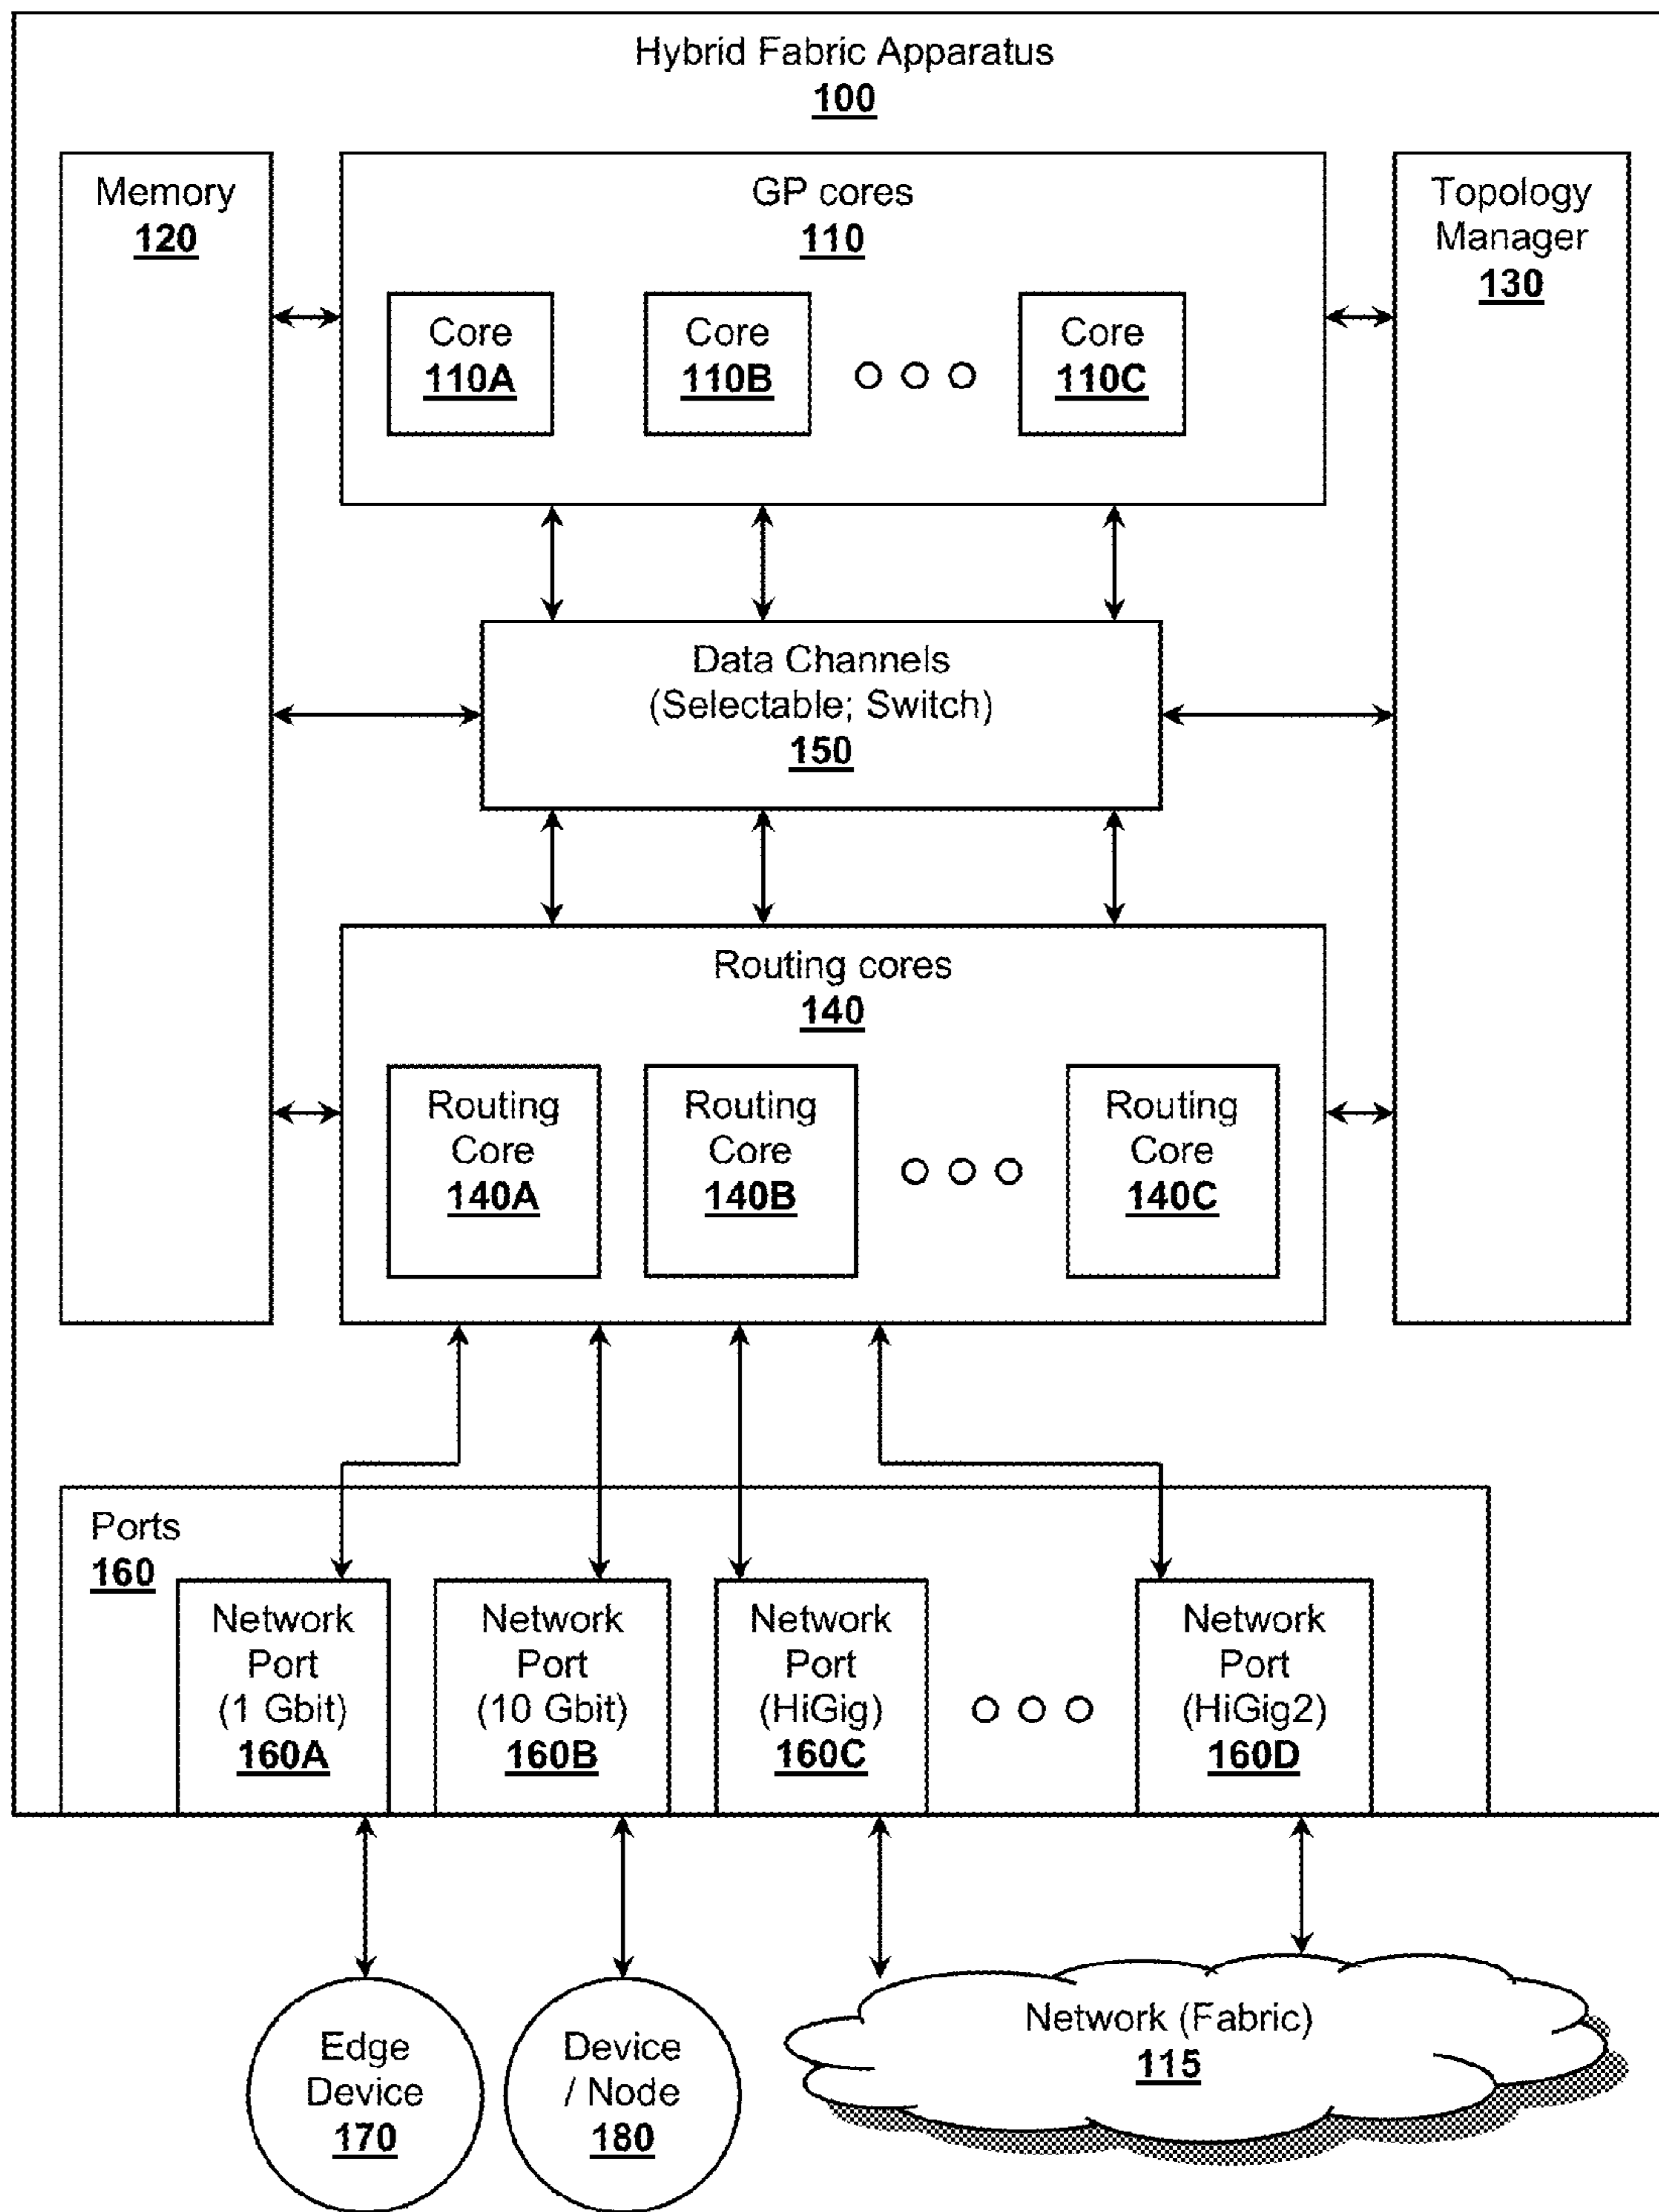 Hybrid Fabric Apparatus
100
Memory
120
GP cores
110
Topology
Manager
130
Core
110A
Core
110B
Core
110C
Data Channels
(Selectable; Switch)
150
Routing cores
140
Routing
Core
140A
Routing
Core
140B
Routing
Core
140C
Ports
160
Network
Port
(1 Gbit)
160A
Network
Port
(10 Gbit)
160B
Network
Port
(HiGig)
160C
Network
Port
(HiGig2)
160D
Edge
Device
170
Device
/ Node
180
Network (Fabric)
115